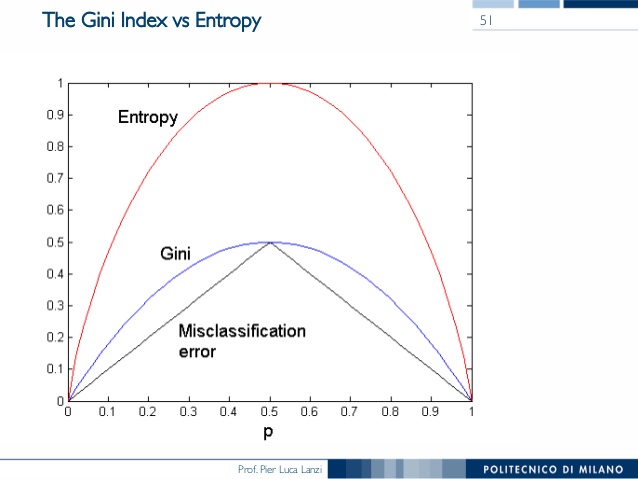 The Gini Index vs Entropy
51
1
0.9
0.8
0.7
0.6
0.5
0.4
0.3
0.2
0.1
0
Entropy
Gini
Misclassification
error
0 0.1 0.2 0.3 0.4 0.5 0.6 0.7 0.8 0.9 1
p
Prof. Pier Luca Lanzi
POLITECNICO DI MILANO